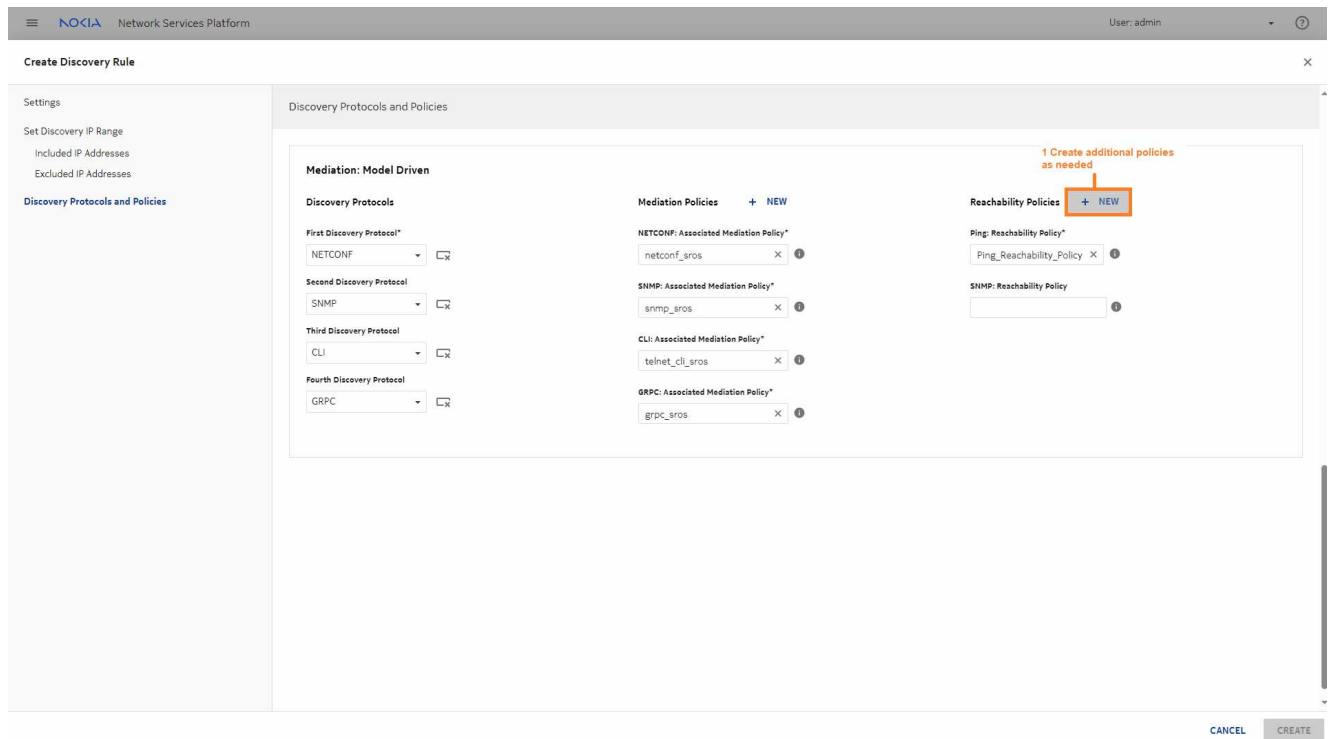 NOKIA Network Services Platform User: admin
Create Discovery Rule
Settings
Set Discovery IP Range
Included IP Addresses
Excluded IP Addresses
Discovery Protocols and Policies
Discovery Protocols and Policies
1 Create additional policies
as needed
Mediation: Model Driven
Discovery Protocols
First Discovery Protocol*
NETCONF
Second Discovery Protocol
SNMP
Third Discovery Protocol
CLI
Fourth Discovery Protocol
GRPC
Mediation Policies + NEW
NETCONF: Associated Mediation Policy*
netconf_sros
SNMP: Associated Mediation Policy*
snmp_sros
CLI: Associated Mediation Policy*
telnet_cli_sros
GRPC: Associated Mediation Policy*
grpc_sros
Reachability Policies + NEW
Ping: Reachability Policy*
Ping_Reachability_Policy
SNMP: Reachability Policy
CANCEL CREATE